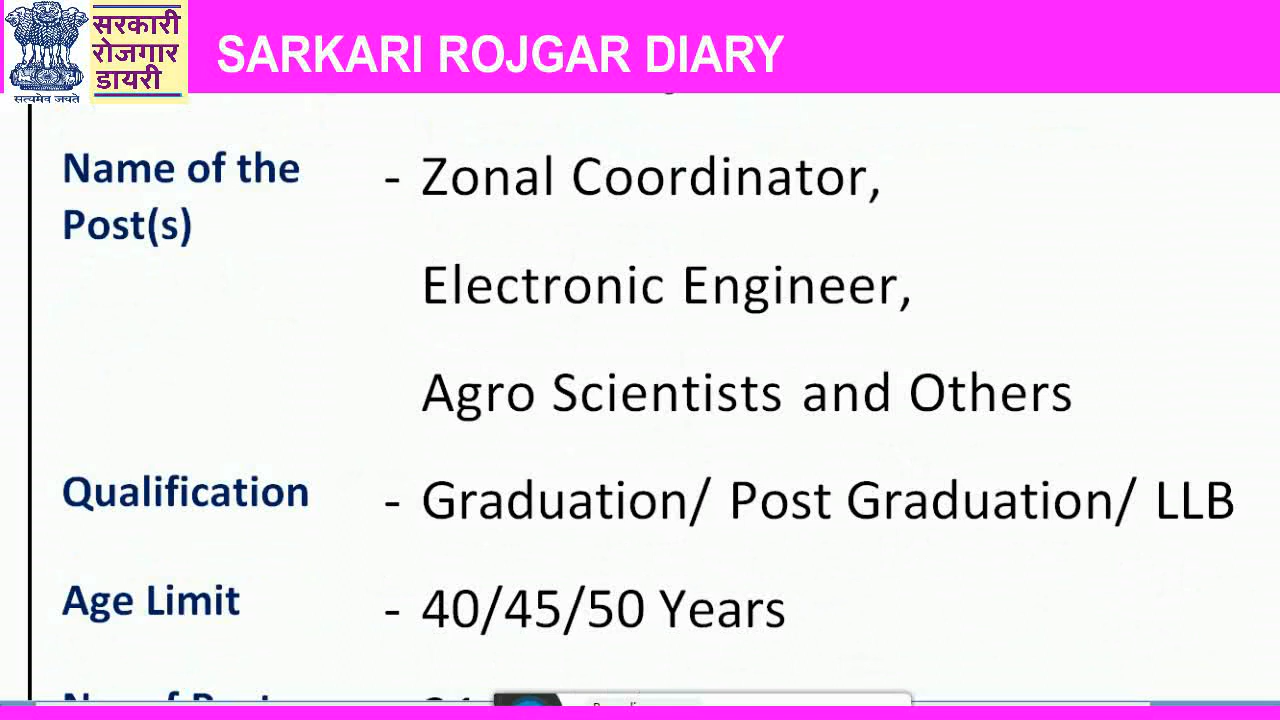 सरकारी
रोजगार
डायरी
सत्यमेव जयते
SARKARI ROJGAR DIARY
Name of the - Zonal Coordinator,
Post(s)
Electronic Engineer,
Agro Scientists and Others
Qualification - Graduation/ Post Graduation/ LLB
Age Limit - 40/45/50 Years